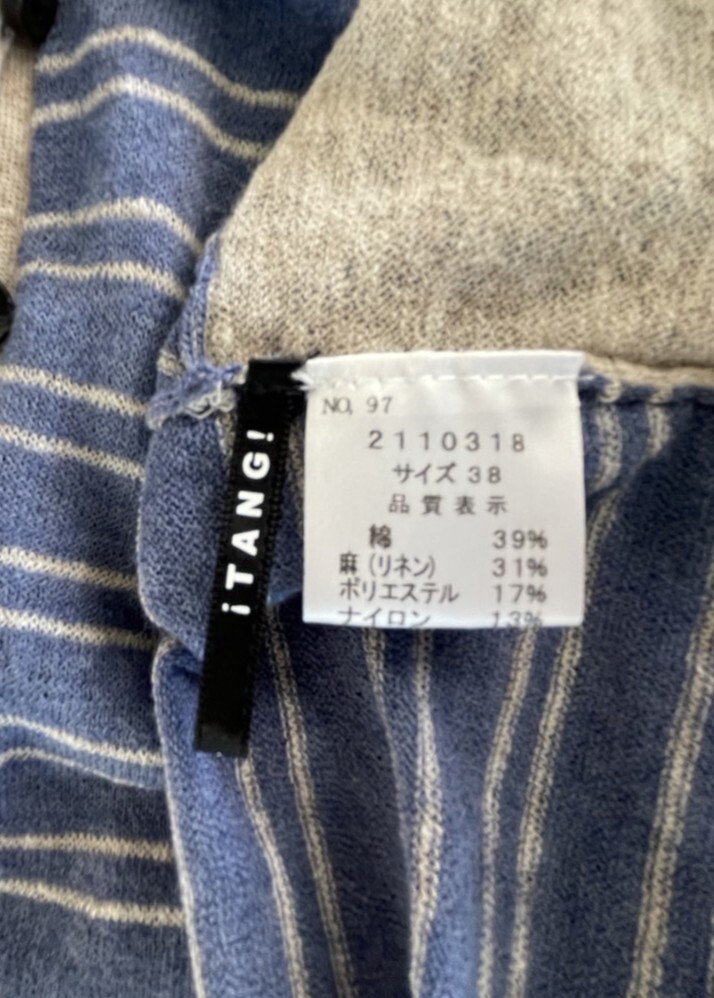 ¡TANG!
NO, 97
2110318
サイズ 38
品質表示
綿 39%
麻(リネン) 31%
ポリエステル 17%
ナイロン 13%